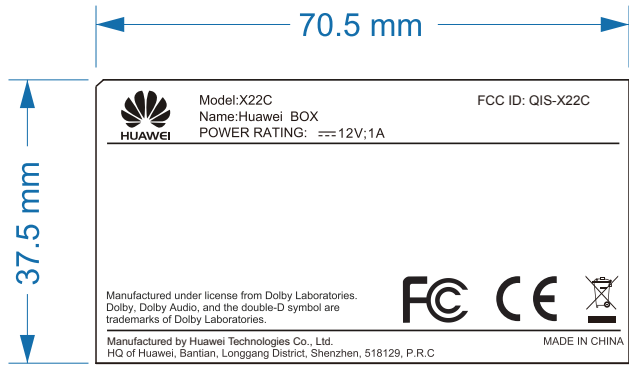 70.5 mm
37.5 mm
HUAWEI
Model:X22C
Name:Huawei BOX
POWER RATING: ⎓12V;1A
FCC ID: QIS-X22C
Manufactured under license from Dolby Laboratories.
Dolby, Dolby Audio, and the double-D symbol are
trademarks of Dolby Laboratories.
FCC CE
Manufactured by Huawei Technologies Co., Ltd.
HQ of Huawei, Bantian, Longgang District, Shenzhen, 518129, P.R.C
MADE IN CHINA